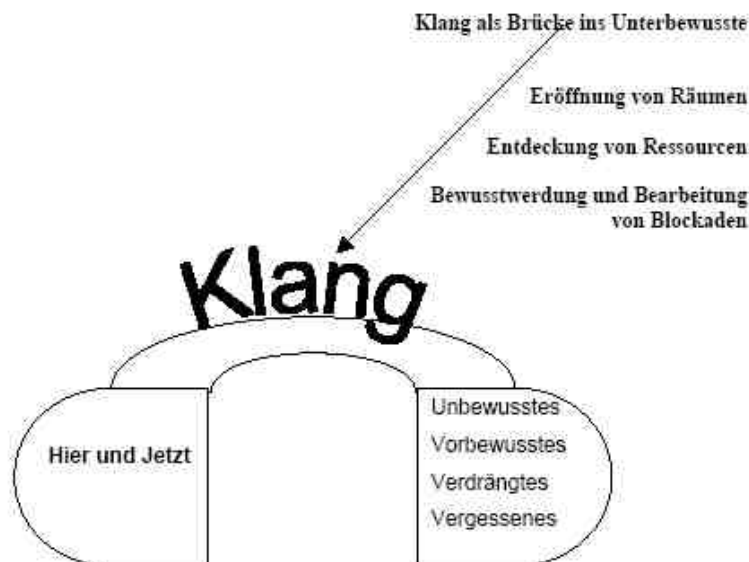 Klang als Brücke ins Unterbewusste
Eröffnung von Räumen
Entdeckung von Ressourcen
Bewusstwerdung und Bearbeitung
von Blockaden
Klang
Hier und Jetzt
Unbewusstes
Vorbewusstes
Verdrängtes
Vergessenes